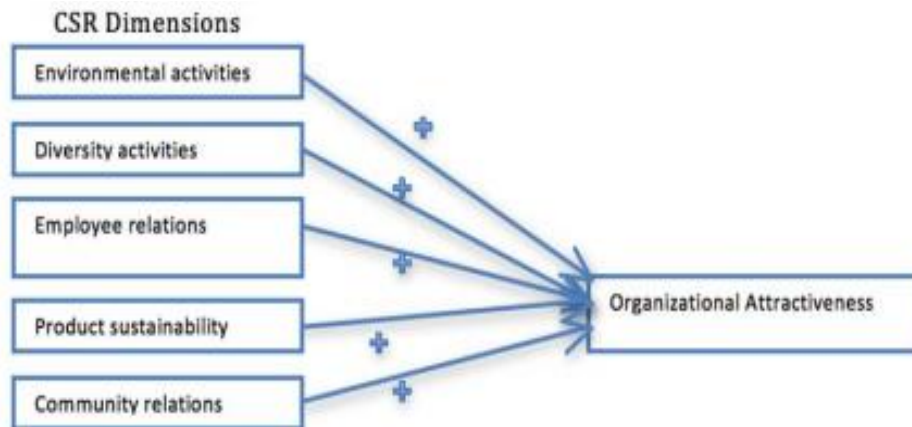 CSR Dimensions
Environmental activities
Diversity activities
Employee relations
Product sustainability
Community relations
Organizational Attractiveness